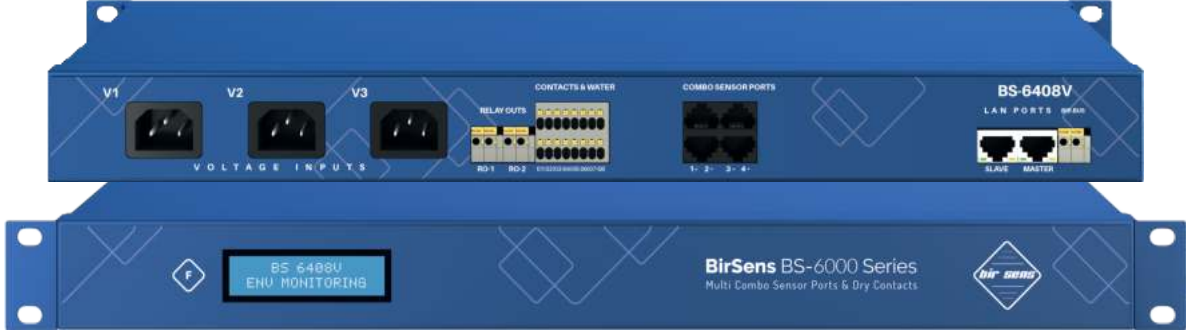 V1 V2 V3
CONTACTS & WATER
COMBO SENSOR PORTS
BS-6408V
RELAY OUTS
LAN PORTS BIR-BUS
VOLTAGE INPUTS
RO-1 RO-2
1- 2- 3- 4-
SLAVE MASTER
F
BS 6408V
ENV MONITORING
BirSens BS-6000 Series
Multi Combo Sensor Ports & Dry Contacts
bir sens